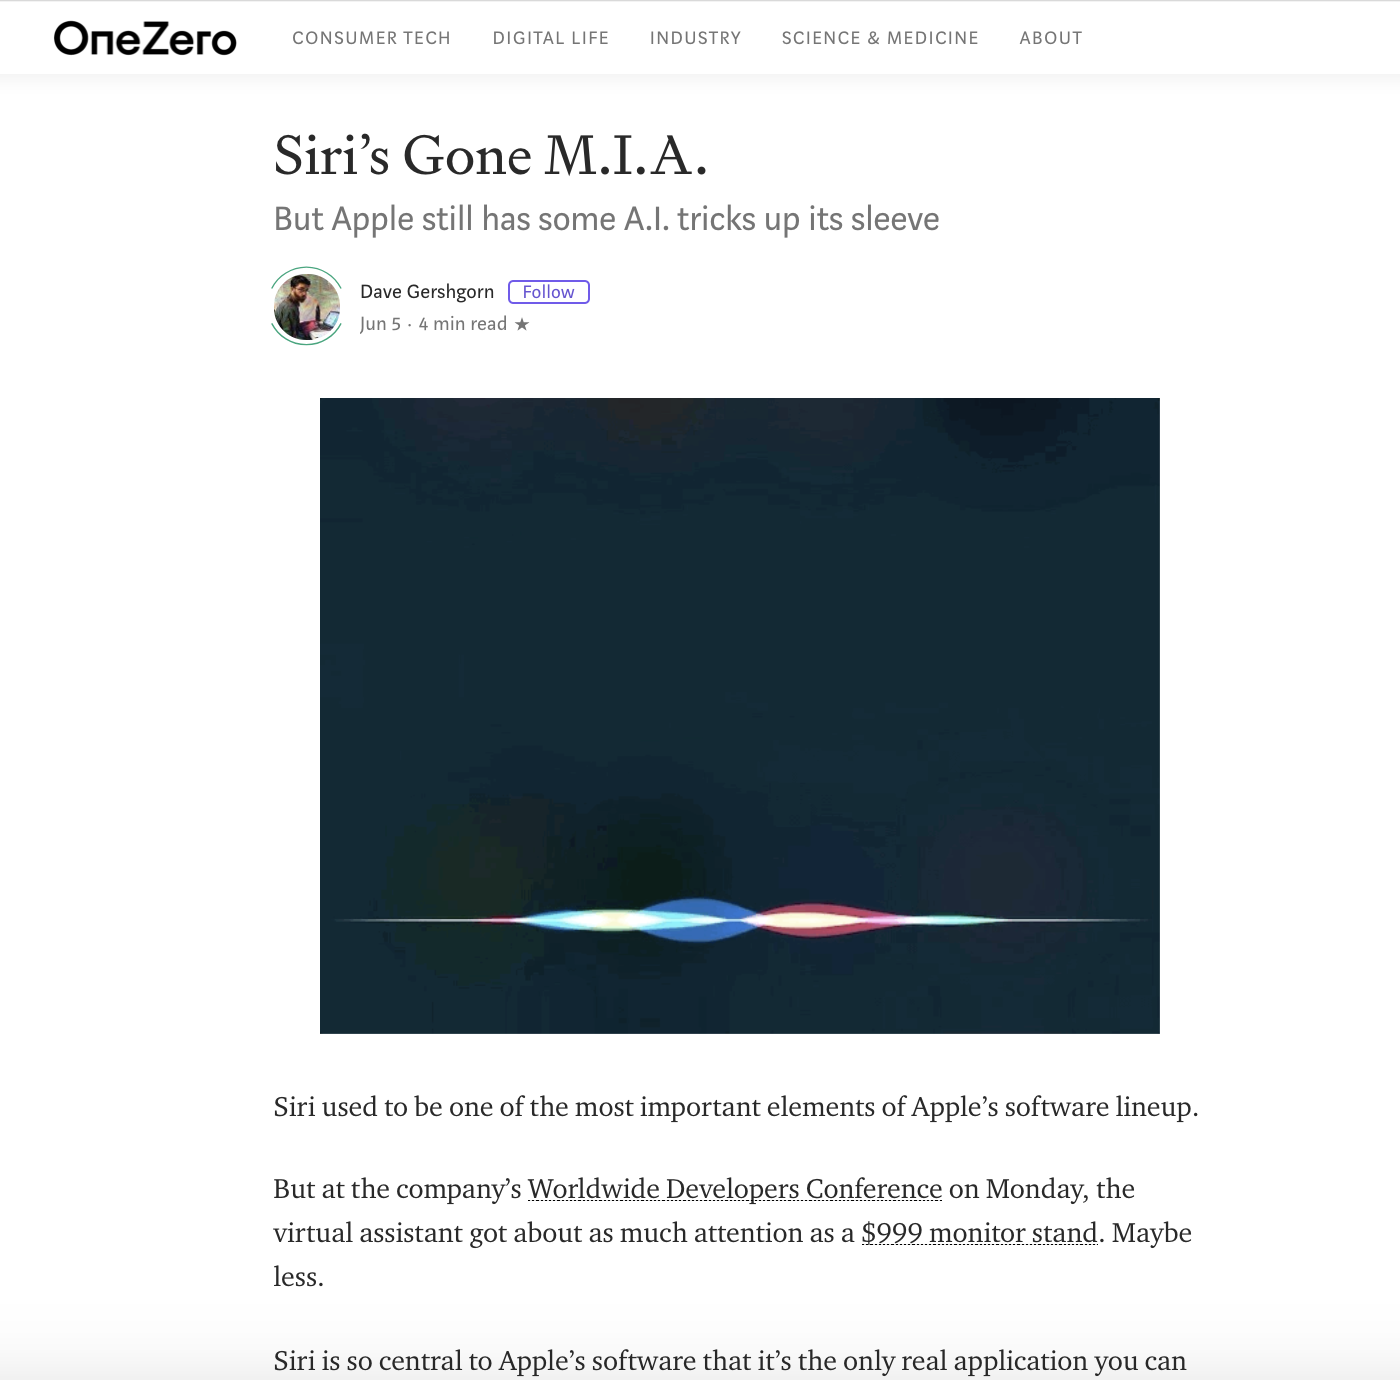 OneZero CONSUMER TECH DIGITAL LIFE INDUSTRY SCIENCE & MEDICINE ABOUT
Siri’s Gone M.I.A.
But Apple still has some A.I. tricks up its sleeve
Dave Gershgorn Follow
Jun 5 · 4 min read ★
Siri used to be one of the most important elements of Apple’s software lineup.
But at the company’s Worldwide Developers Conference on Monday, the
virtual assistant got about as much attention as a $999 monitor stand. Maybe
less.
Siri is so central to Apple’s software that it’s the only real application you can